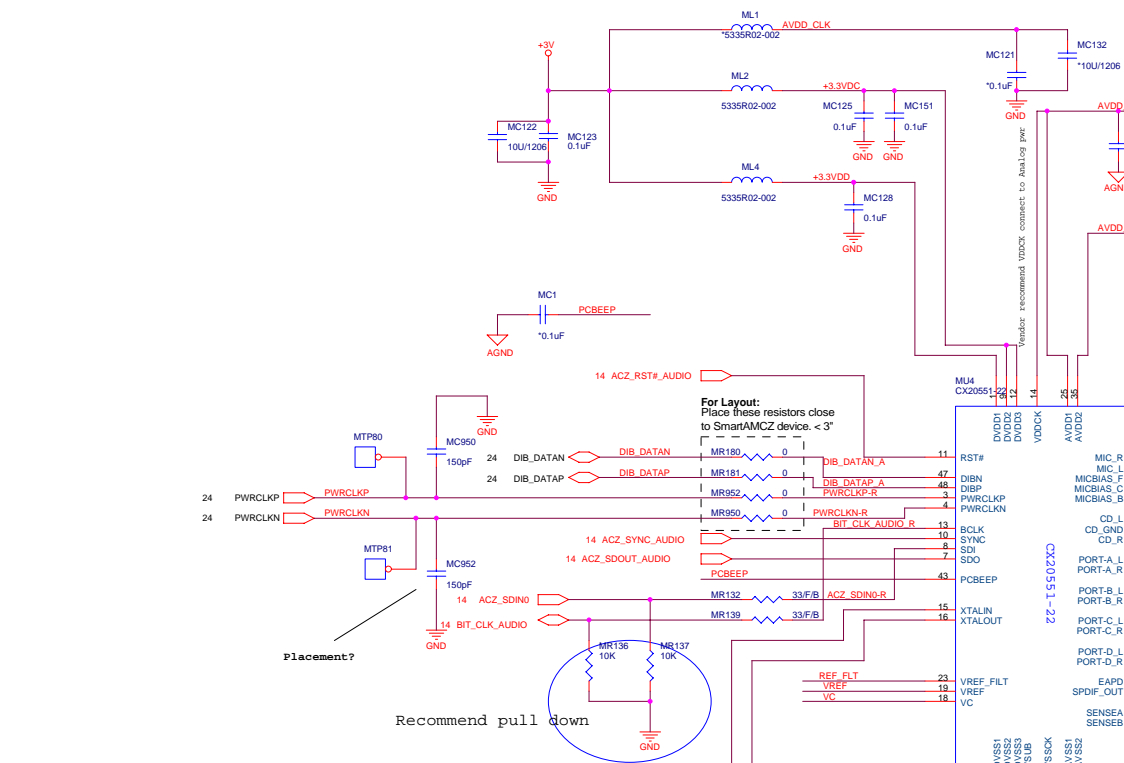 ML1
AVDD_CLK
*5335R02-002
+3V
MC121
*0.1uF
MC132
*10U/1206
GND
ML2
+3.3VDC
5335R02-002
MC125
0.1uF
MC151
0.1uF
GND
GND
AVDD
MC122
10U/1206
MC123
0.1uF
GND
ML4
+3.3VDD
5335R02-002
MC128
0.1uF
GND
Vendor recommend VDDCK connect to Analog pwr
AVDD
MC1
PCBEEP
*0.1uF
AGND
14 ACZ_RST#_AUDIO
MU4
CX20551-22
9
12
14
25
35
DVDD1
DVDD2
DVDD3
VDDCK
AVDD1
AVDD2
For Layout:
Place these resistors close
to SmartAMCZ device. < 3"
GND
MTP80
MC950
150pF
24 DIB_DATAN
DIB_DATAN
MR180
0
DIB_DATAN_A
24 DIB_DATAP
DIB_DATAP
MR181
0
DIB_DATAP_A
24 PWRCLKP
PWRCLKP
MR952
0
PWRCLKP-R
24 PWRCLKN
PWRCLKN
MR950
0
PWRCLKN-R
BIT_CLK_AUDIO_R
14 ACZ_SYNC_AUDIO
14 ACZ_SDOUT_AUDIO
MTP81
MC952
150pF
PCBEEP
14 ACZ_SDIN0
MR132
33/F/B
ACZ_SDIN0-R
14 BIT_CLK_AUDIO
MR139
33/F/B
GND
Placement?
MR136
10K
MR137
10K
Recommend pull down
GND
REF_FLT
VREF
VC
11 RST#
47 DIBN
48 DIBP
3 PWRCLKP
4 PWRCLKN
13 BCLK
10 SYNC
8 SDI
7 SDO
43 PCBEEP
15 XTALIN
16 XTALOUT
23 VREF_FILT
19 VREF
18 VC
CX20551-22
MIC_R
MIC_L
MICBIAS_F
MICBIAS_C
MICBIAS_B
CD_L
CD_GND
CD_R
PORT-A_L
PORT-A_R
PORT-B_L
PORT-B_R
PORT-C_L
PORT-C_R
PORT-D_L
PORT-D_R
EAPD
SPDIF_OUT
SENSEA
SENSEB